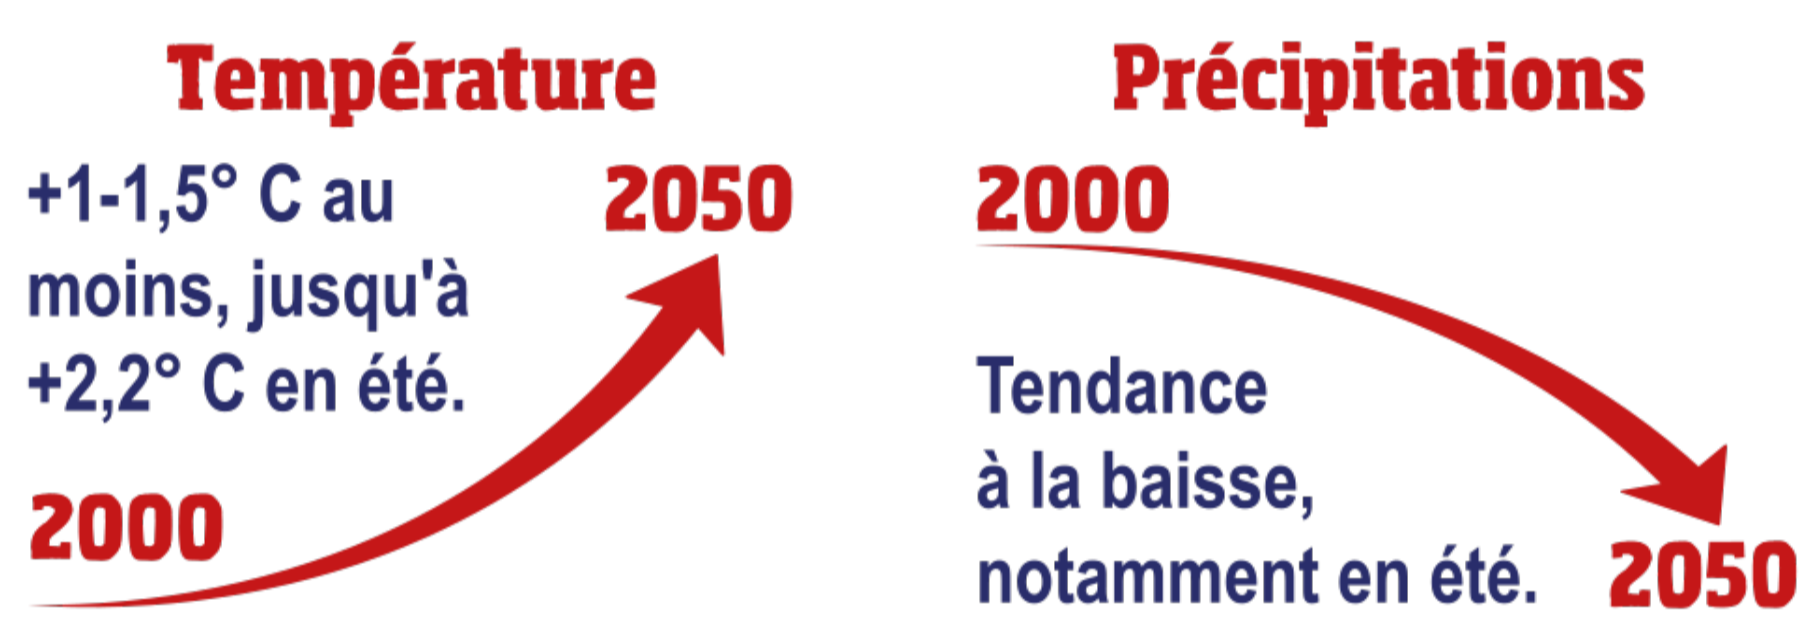 Température
+1-1,5° C au
moins, jusqu'à
+2,2° C en été.
2000
2050
Précipitations
2000
Tendance
à la baisse,
notamment en été.
2050